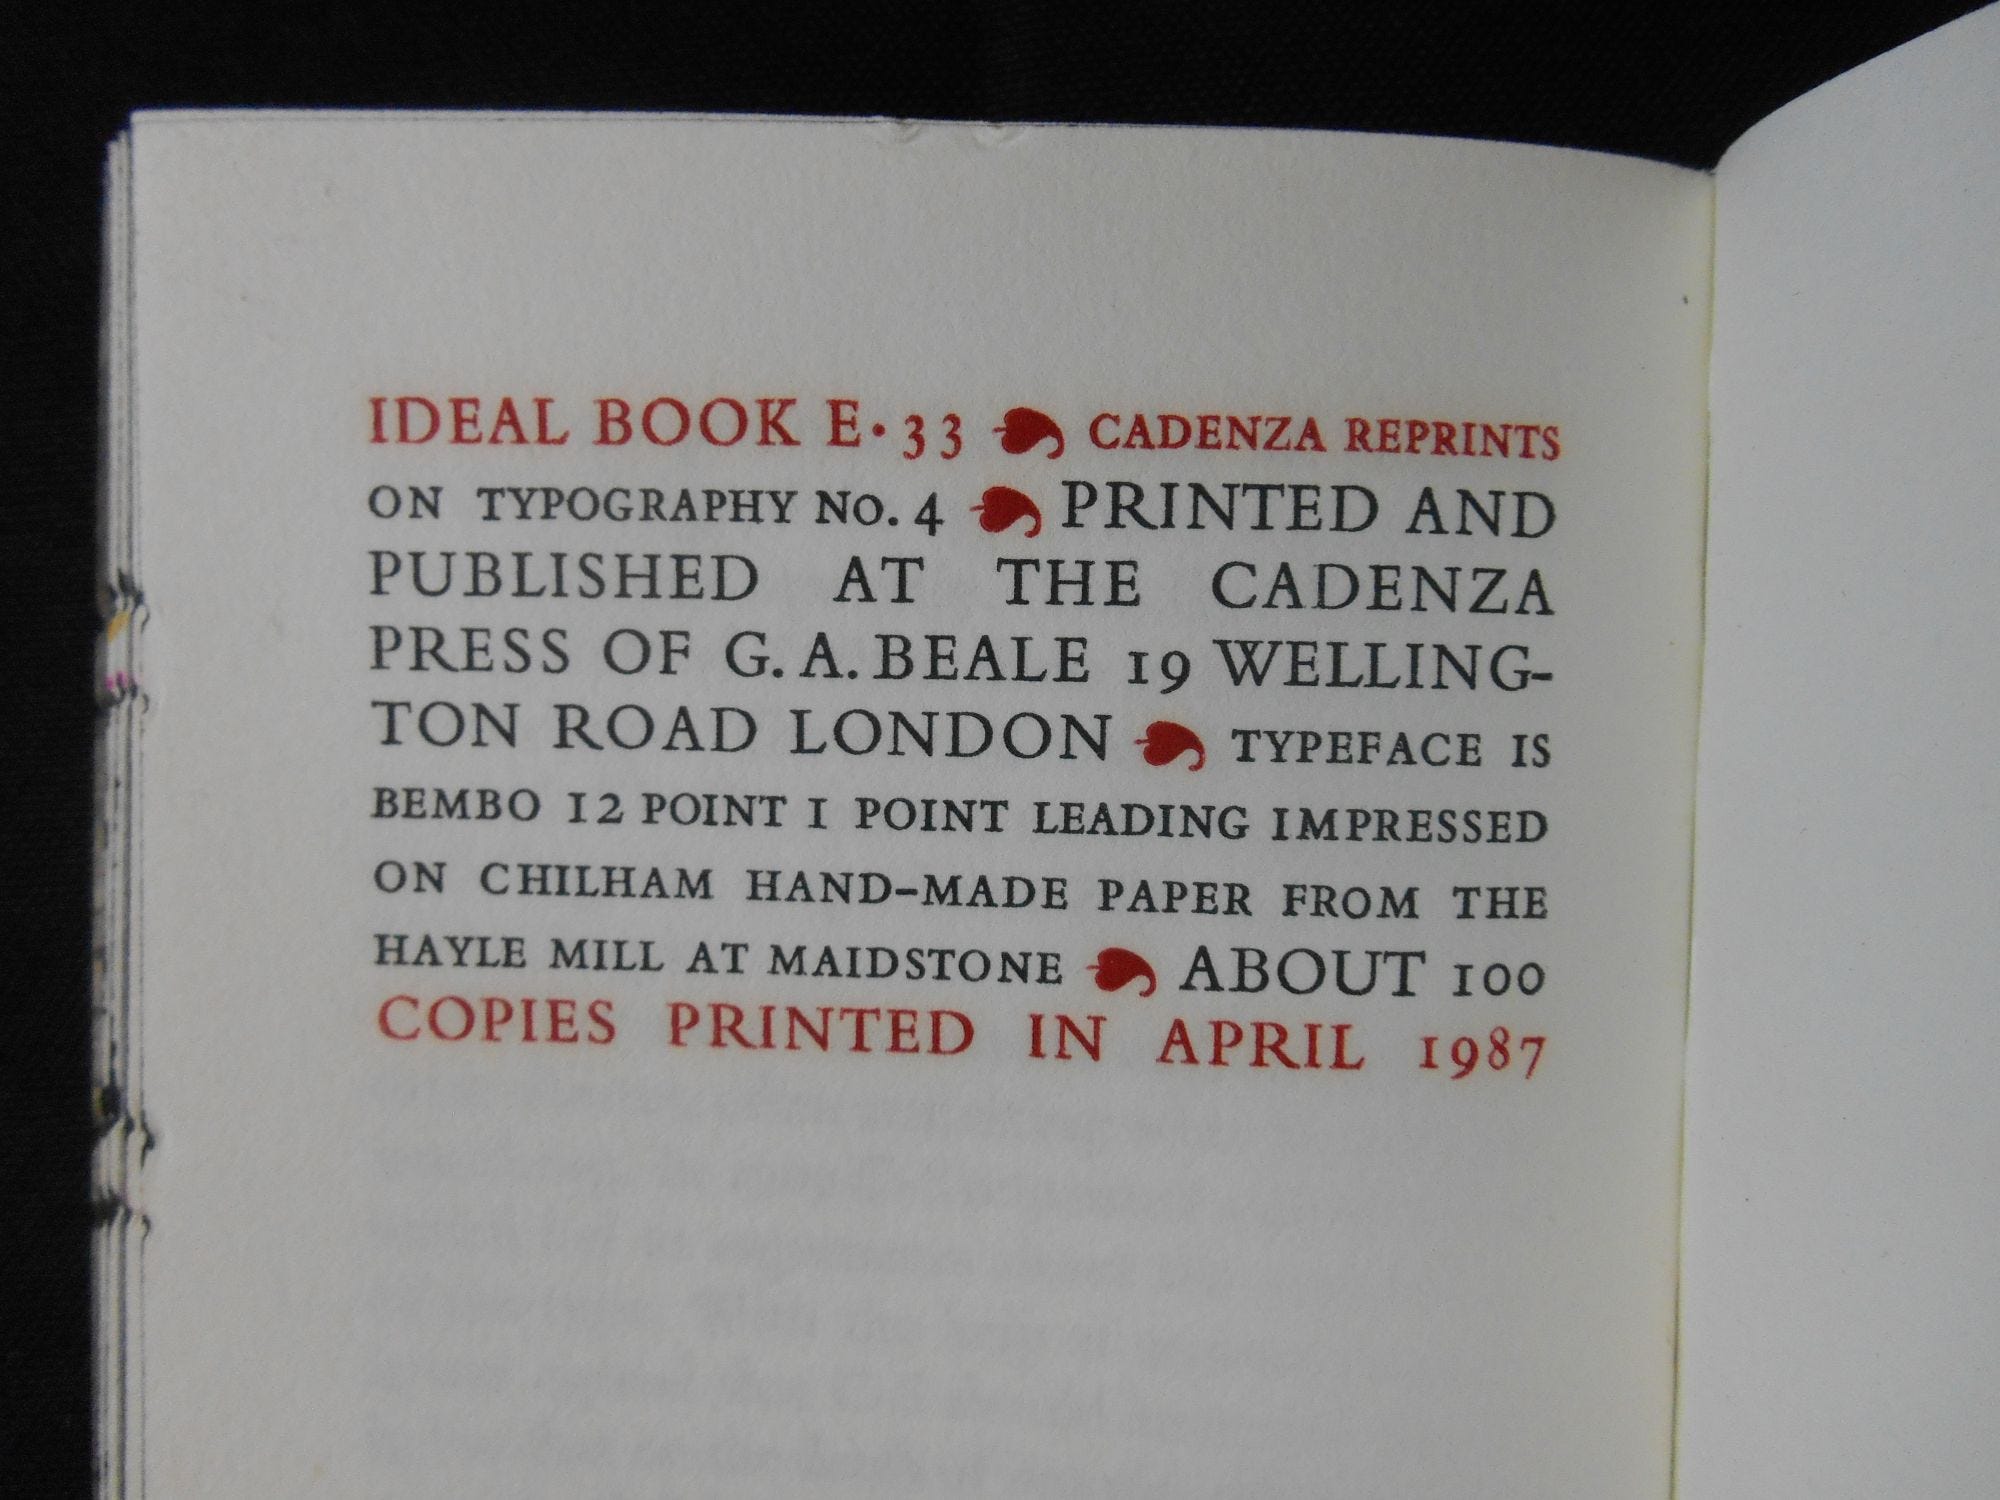 IDEAL BOOK E·33 ❧ CADENZA REPRINTS
ON TYPOGRAPHY NO. 4 ❧ PRINTED AND
PUBLISHED AT THE CADENZA
PRESS OF G. A. BEALE 19 WELLING-
TON ROAD LONDON ❧ TYPEFACE IS
BEMBO 12 POINT 1 POINT LEADING IMPRESSED
ON CHILHAM HAND-MADE PAPER FROM THE
HAYLE MILL AT MAIDSTONE ❧ ABOUT 100
COPIES PRINTED IN APRIL 1987